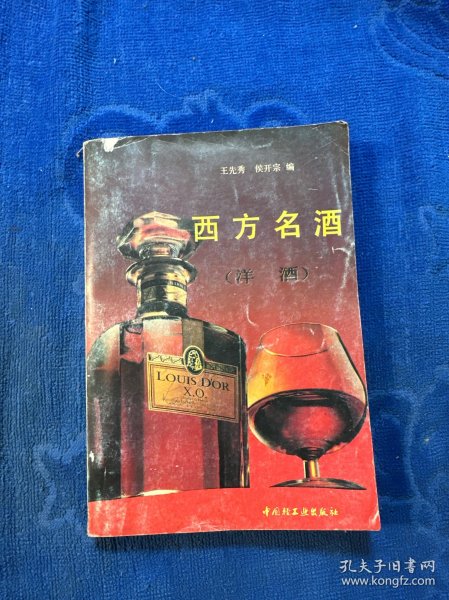 王先秀 侯开宗 编
西方名酒
(洋 酒)
LOUIS D'OR
X.O.
中国轻工业出版社
孔夫子旧书网
www.kongfz.com